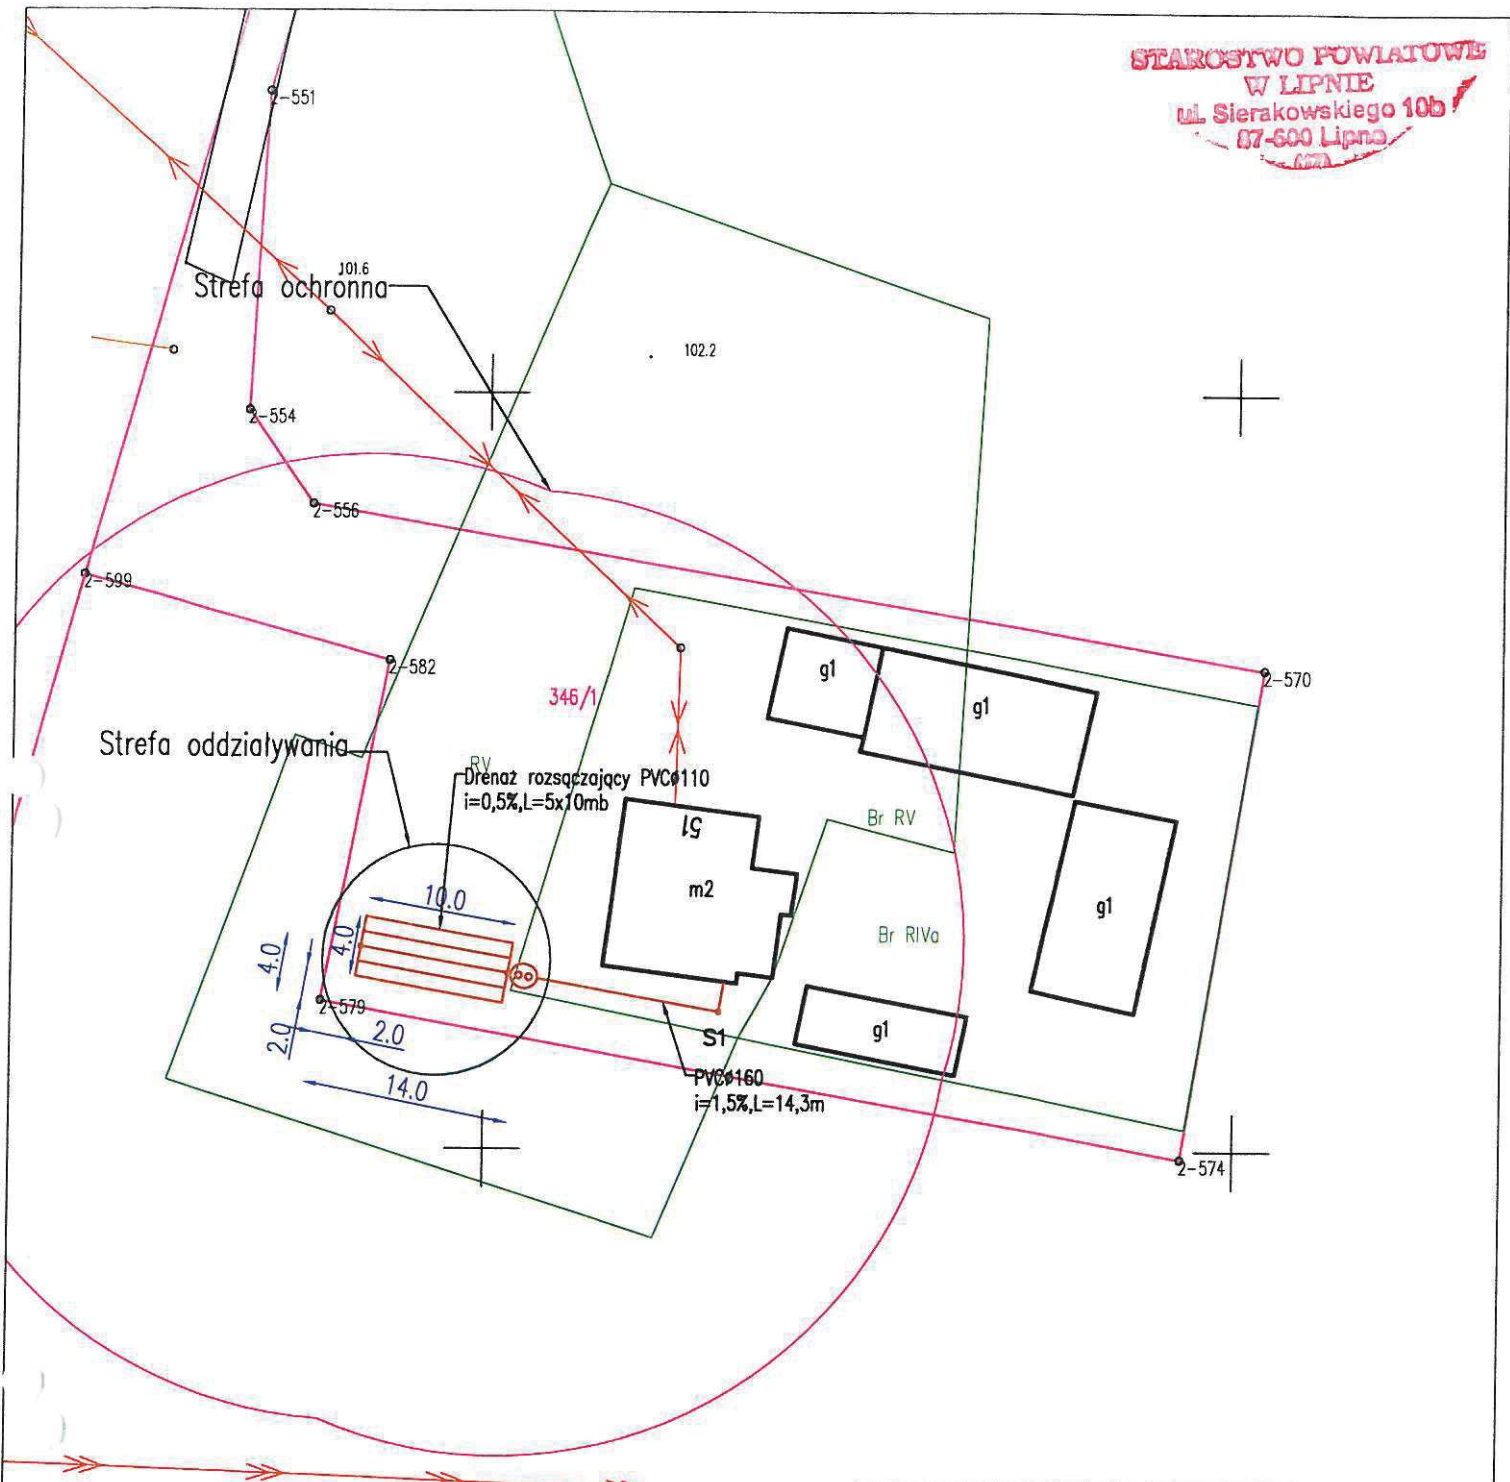 STAROSTWO POWIATOWE
W LIPNIE
ul. Sierakowskiego 10b
87-600 Lipno
2-551
101.6
Strefa ochronna
102.2
2-554
2-556
2-599
2-582
2-570
346/1
g1
g1
Strefa oddziaływania
RV
Drenaż rozsączający PVCø110
i=0,5%,L=5x10mb
51
Br RV
m2
10.0
g1
4.0
4.0
Br RIVa
2-579
2.0
2.0
S1
g1
14.0
PVCø160
i=1,5%,L=14,3m
2-574